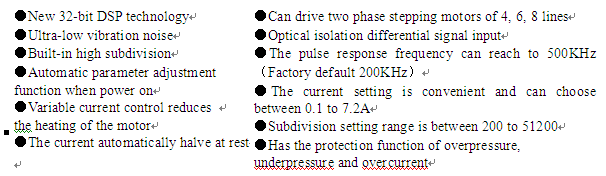 ●New 32-bit DSP technology↵
●Ultra-low vibration noise↵
●Built-in high subdivision↵
●Automatic parameter adjustment
function when power on↵
●Variable current control reduces ↵
the heating of the motor↵
●The current automatically halve at rest
↵
●Can drive two phase stepping motors of 4, 6, 8 lines↵
●Optical isolation differential signal input↵
●The pulse response frequency can reach to 500KHz
（Factory default 200KHz）↵
●The current setting is convenient and can choose
between 0.1 to 7.2A↵
●Subdivision setting range is between 200 to 51200↵
●Has the protection function of overpressure,
underpressure and overcurrent↵